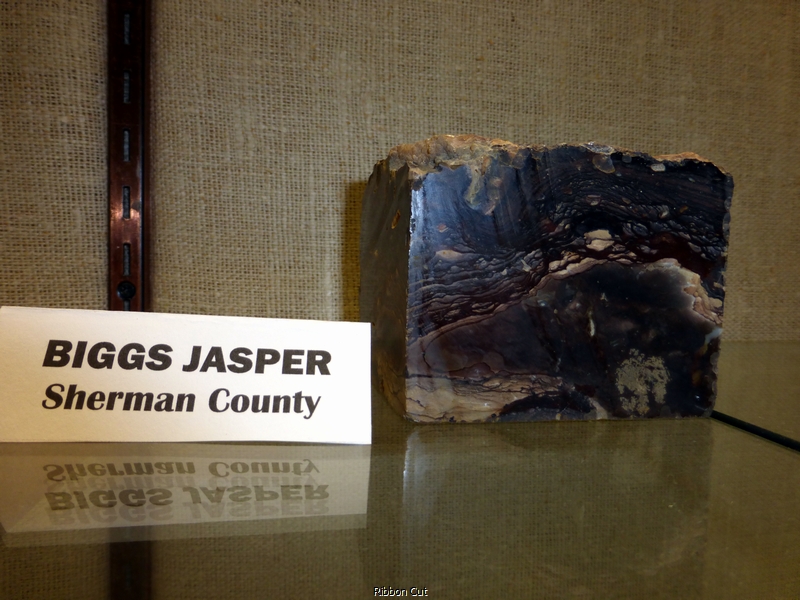 BIGGS JASPER
Sherman County
Ribbon Cut